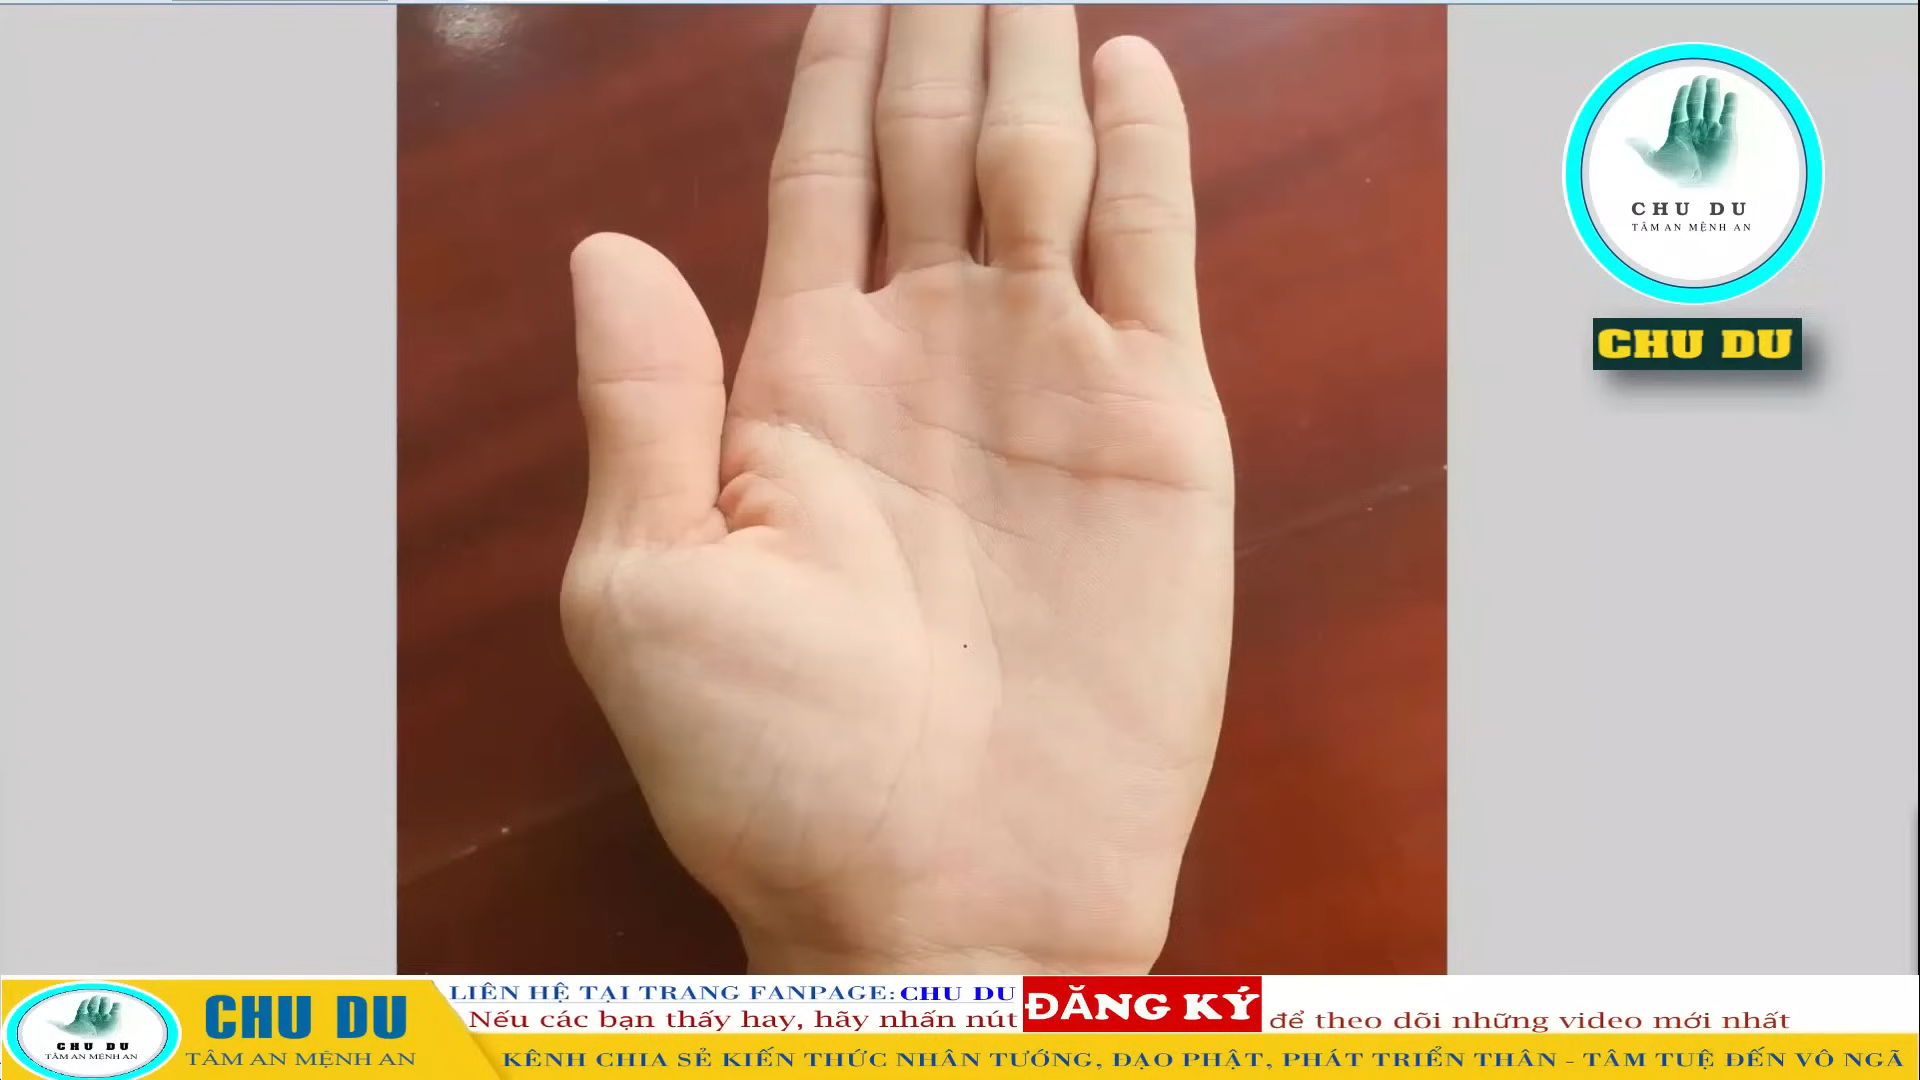 CHU DU
TÂM AN MỆNH AN
CHU DU
CHU DU
TÂM AN MỆNH AN
CHU DU
TÂM AN MỆNH AN
LIÊN HỆ TẠI TRANG FANPAGE: CHU DU
Nếu các bạn thấy hay, hãy nhấn nút ĐĂNG KÝ để theo dõi những video mới nhất
KÊNH CHIA SẺ KIẾN THỨC NHÂN TƯỚNG, ĐẠO PHẬT, PHÁT TRIỂN THÂN - TÂM TUỆ ĐẾN VÔ NGÃ